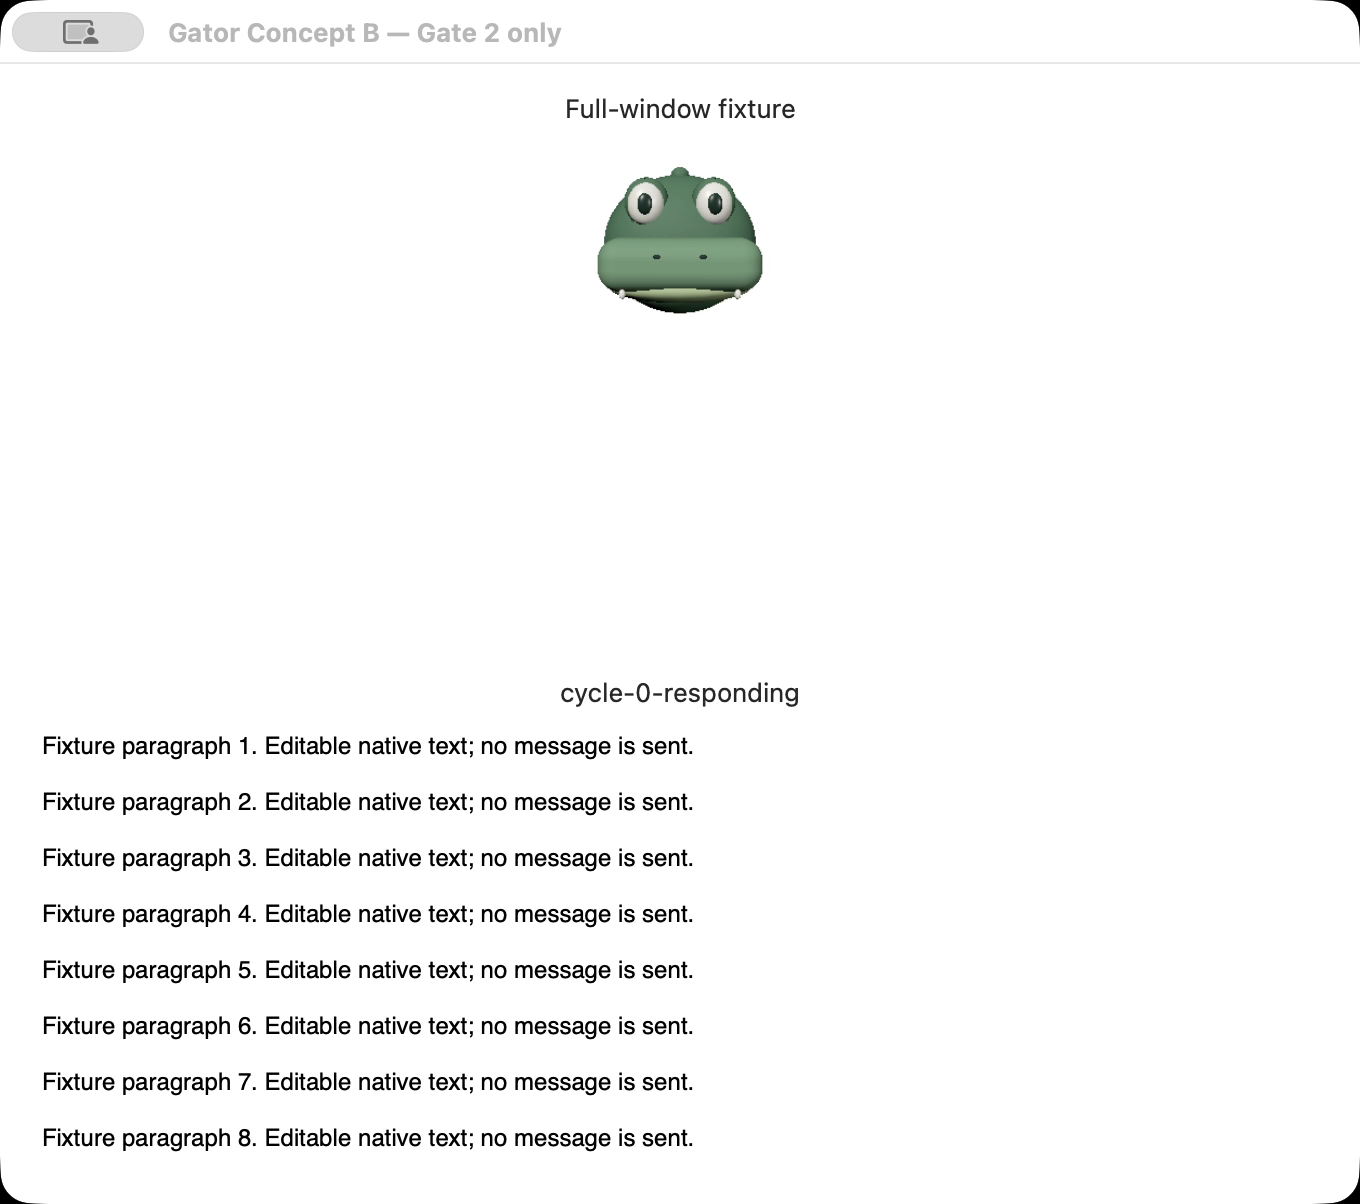 Gator Concept B — Gate 2 only
Full-window fixture
cycle-0-responding
Fixture paragraph 1. Editable native text; no message is sent.
Fixture paragraph 2. Editable native text; no message is sent.
Fixture paragraph 3. Editable native text; no message is sent.
Fixture paragraph 4. Editable native text; no message is sent.
Fixture paragraph 5. Editable native text; no message is sent.
Fixture paragraph 6. Editable native text; no message is sent.
Fixture paragraph 7. Editable native text; no message is sent.
Fixture paragraph 8. Editable native text; no message is sent.